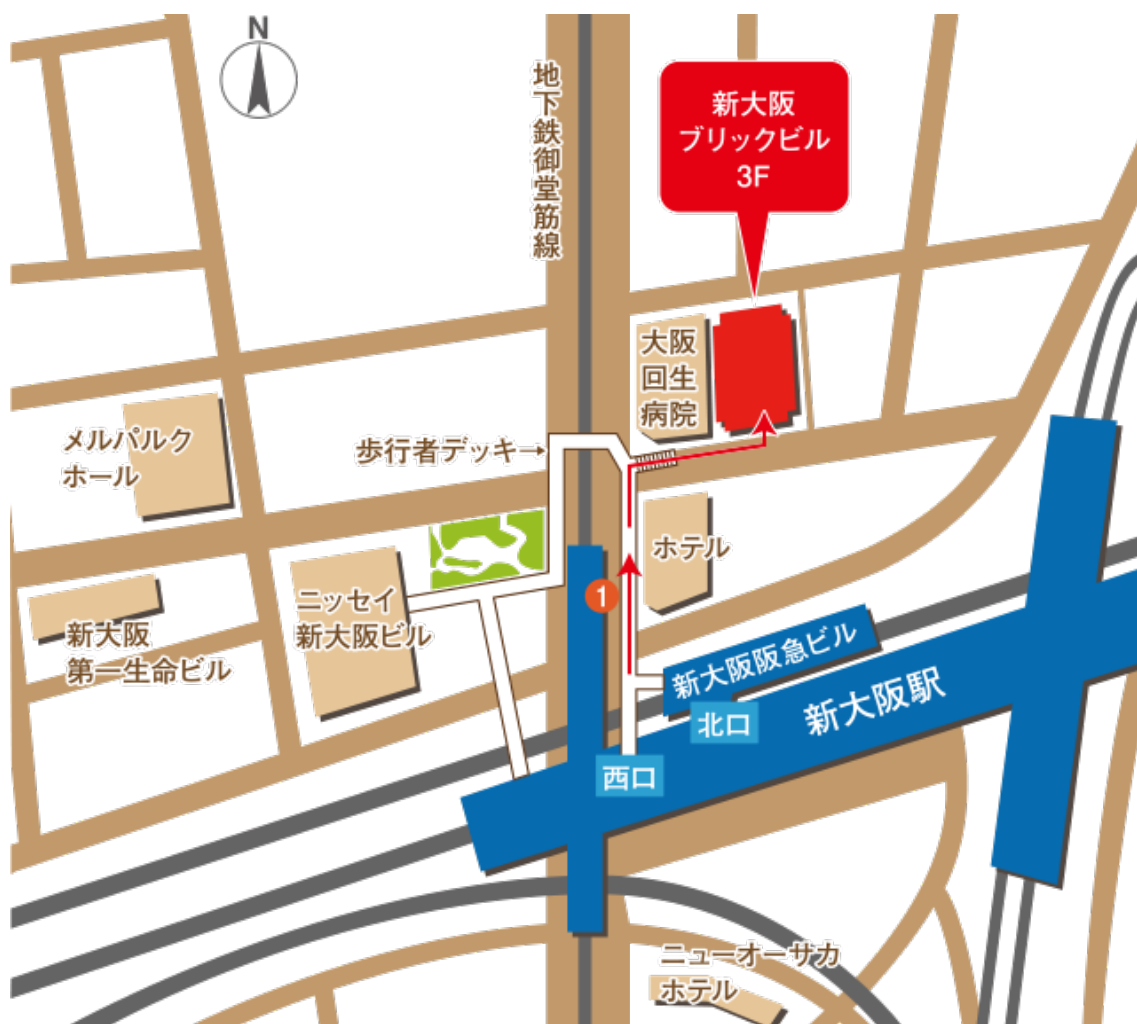 N
地下鉄御堂筋線
新大阪
ブリックビル
3F
大阪
回生
病院
メルパルク
ホール
歩行者デッキ→
ホテル
ニッセイ
新大阪ビル
1
新大阪
第一生命ビル
新大阪阪急ビル
新大阪駅
北口
西口
ニューオーサカ
ホテル